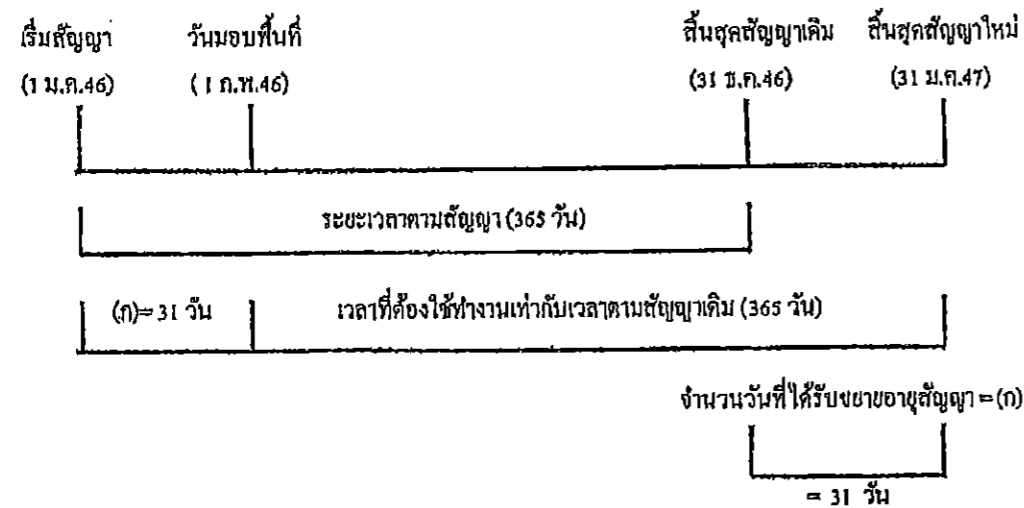 เริ่มสัญญา วันมอบพื้นที่ สิ้นสุดสัญญาเดิม สิ้นสุดสัญญาใหม่
(1 ม.ค.46) (1 ก.พ.46) (31 ธ.ค.46) (31 ม.ค.47)
ระยะเวลาตามสัญญา (365 วัน)
(ก)= 31 วัน เวลาที่ต้องใช้ทำงานเท่ากับเวลาตามสัญญาเดิม (365 วัน)
จำนวนวันที่ได้รับขยายอายุสัญญา = (ก)
= 31 วัน